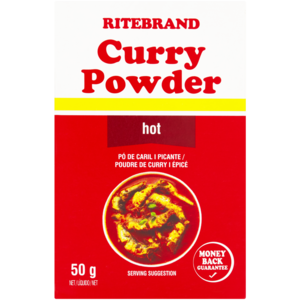 RITEBRAND
Curry
Powder
hot
PÓ DE CARIL I PICANTE /
POUDRE DE CURRY I ÉPICÉ
MONEY
BACK
GUARANTEE
50 g
NET / LÍQUIDO / NET
SERVING SUGGESTION